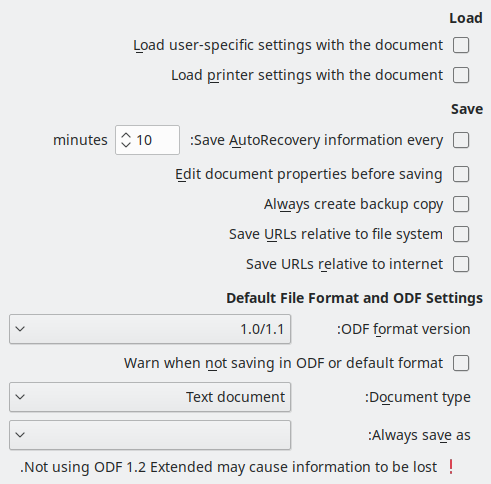 Load
Load user-specific settings with the document
Load printer settings with the document
Save
:Save AutoRecovery information every 10 minutes
Edit document properties before saving
Always create backup copy
Save URLs relative to file system
Save URLs relative to internet
Default File Format and ODF Settings
:ODF format version 1.0/1.1
Warn when not saving in ODF or default format
:Document type Text document
:Always save as
.Not using ODF 1.2 Extended may cause information to be lost